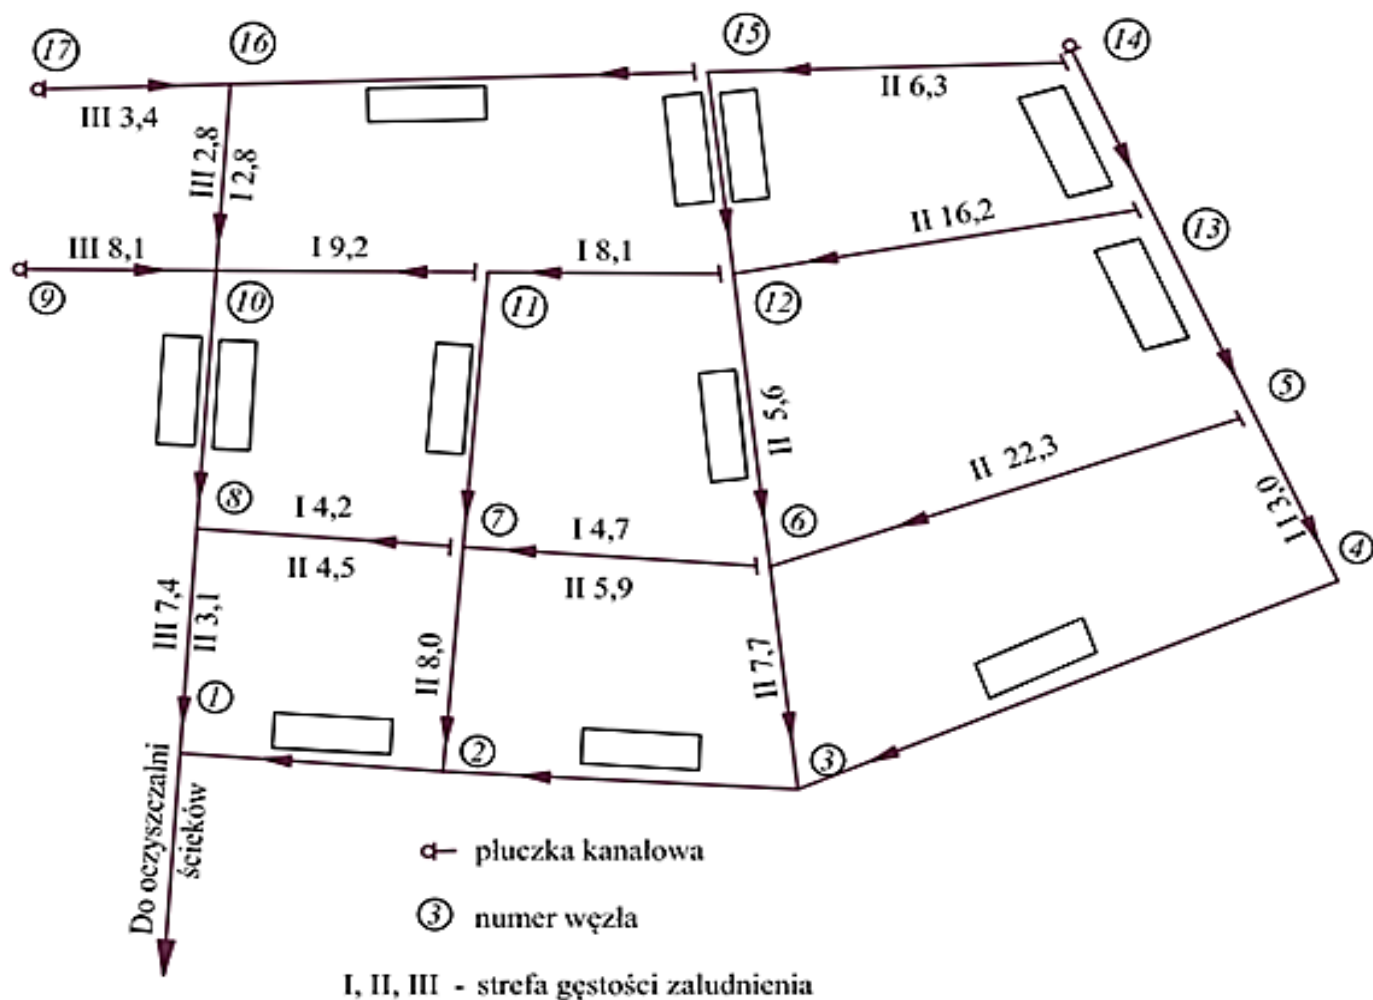 17
16
15
14
III 3,4
II 6,3
III 2,8
I 2,8
II 16,2
13
III 8,1
I 9,2
I 8,1
9
10
11
12
II 5,6
5
II 22,3
I 13,0
8
I 4,2
7
I 4,7
6
4
II 4,5
II 5,9
III 7,4
II 3,1
II 8,0
II 7,7
1
2
3
Do oczyszczalni
ścieków
płuczka kanałowa
3 numer węzła
I, II, III - strefa gęstości zaludnienia